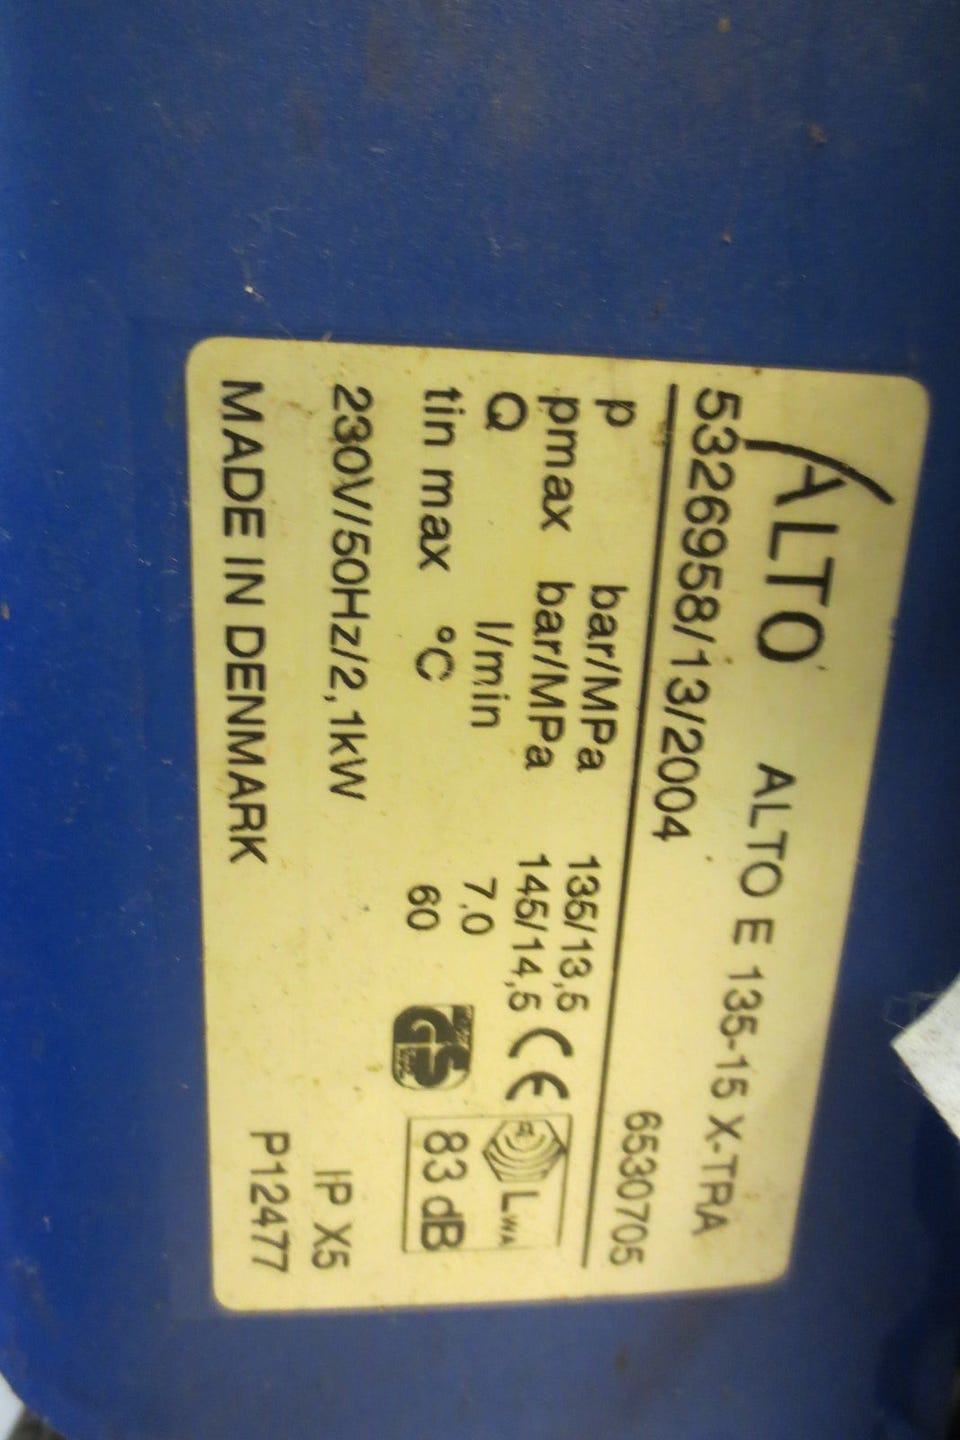 ALTO ALTO E 135-15 X-TRA
5326958/13/2004 6530705
p bar/MPa 135/13,5
pmax bar/MPa 145/14,5 CE
Q l/min 7,0
tin max °C 60 GS
LWA
83 dB
230V/50Hz/2,1kW IP X5
MADE IN DENMARK P12477